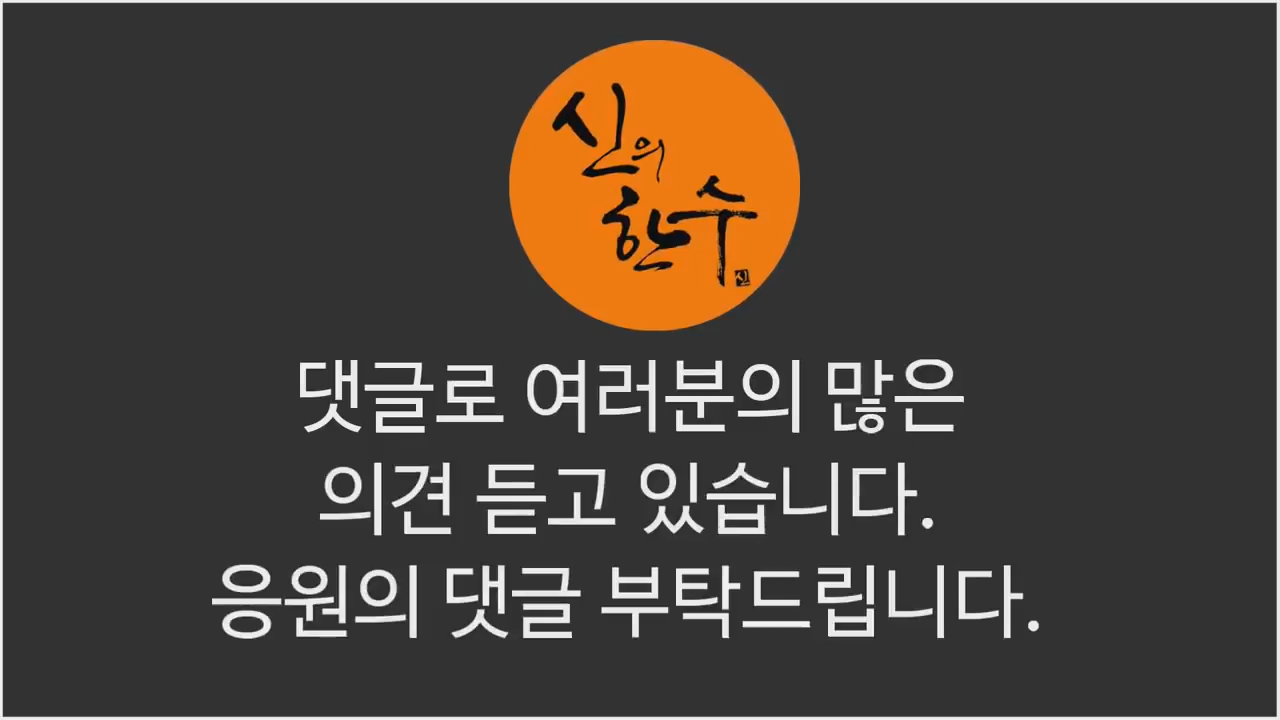 신의
한수
댓글로 여러분의 많은
의견 듣고 있습니다.
응원의 댓글 부탁드립니다.